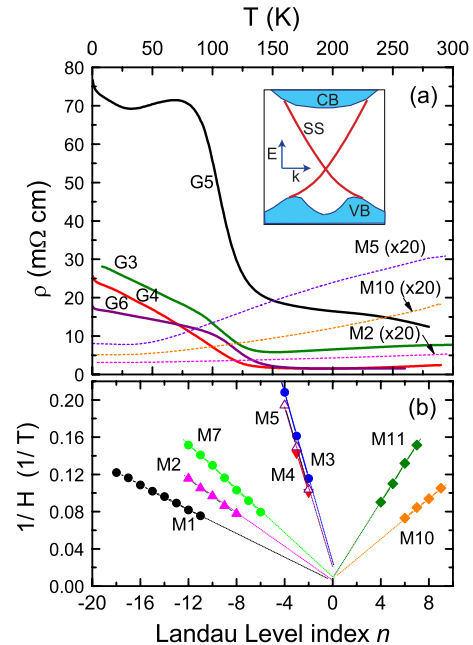 T (K)
0 50 100 150 200 250 300
80
70
60
50
40
30
20
10
0
ρ (mΩ cm)
(a)
CB
SS
E
k
VB
G5
G3
G4
G6
M5 (x20)
M10 (x20)
M2 (x20)
(b)
0.20
0.16
0.12
0.08
0.04
0.00
1/H (1/T)
M7
M2
M1
M5
M4
M3
M11
M10
-20 -16 -12 -8 -4 0 4 8
Landau Level index n